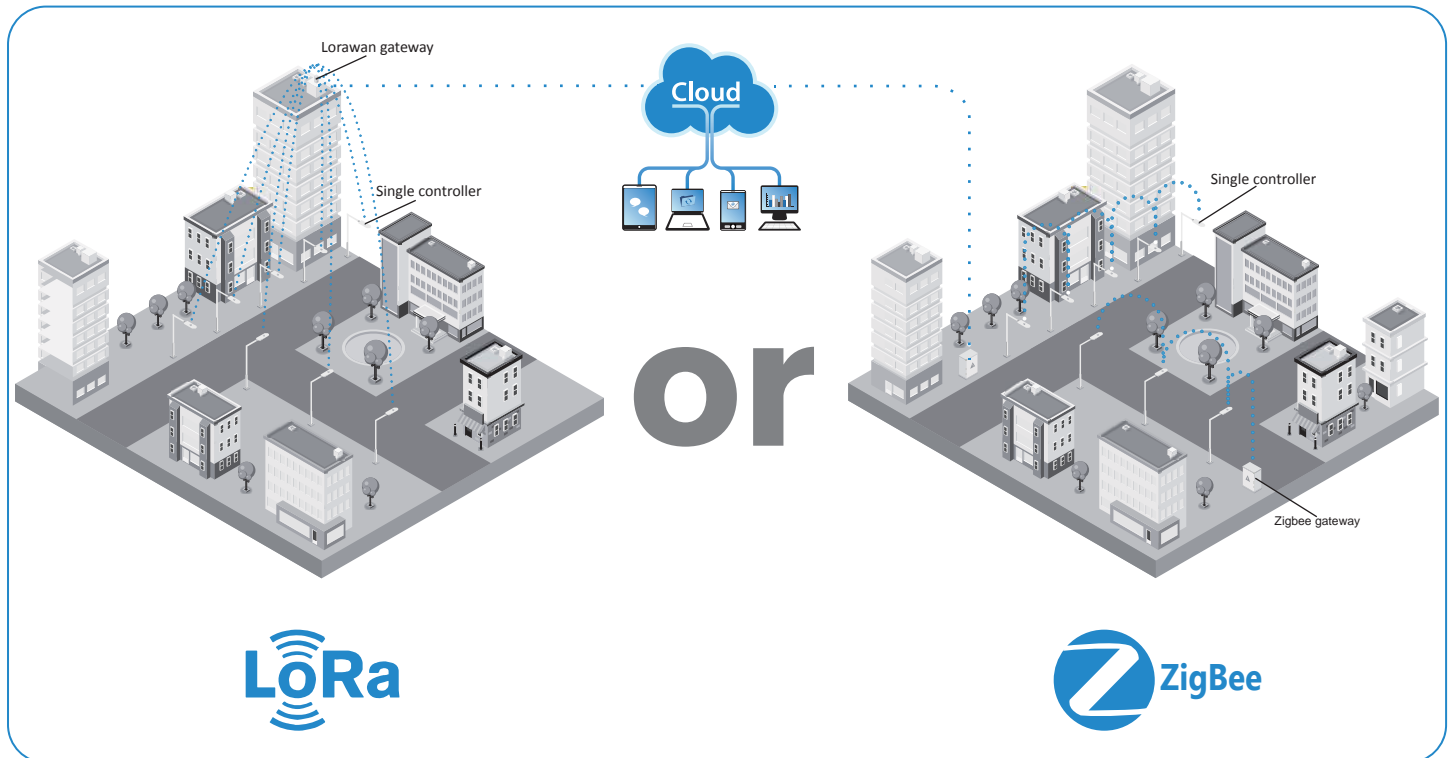 Lorawan gateway
Cloud
Single controller
Single controller
or
Zigbee gateway
LoRa
ZigBee